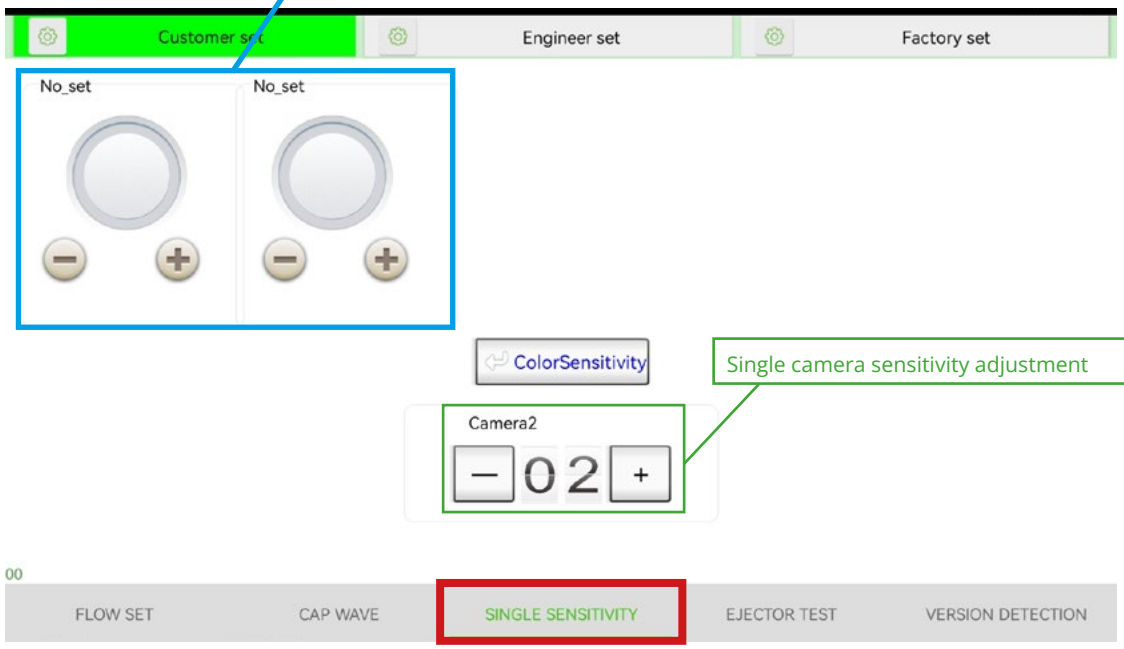 Customer set
Engineer set
Factory set
No_set
No_set
ColorSensitivity
Single camera sensitivity adjustment
Camera2
— 02 +
00
FLOW SET
CAP WAVE
SINGLE SENSITIVITY
EJECTOR TEST
VERSION DETECTION